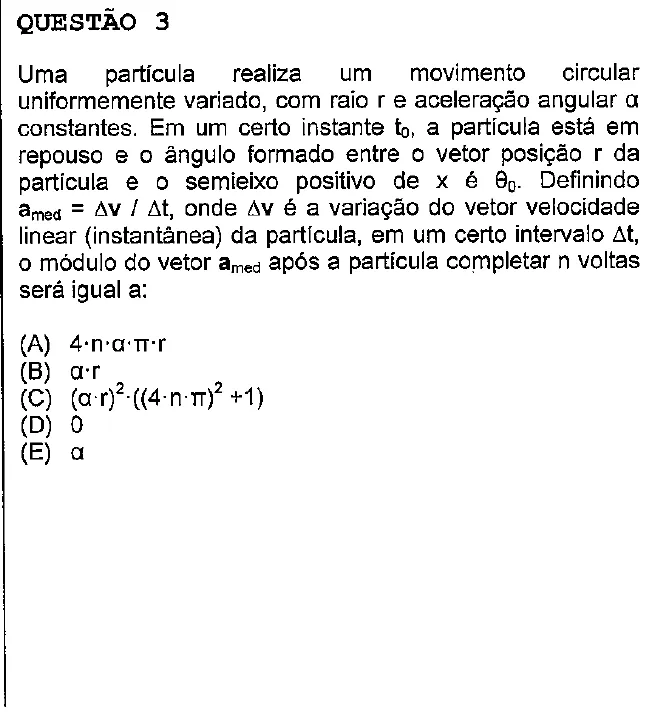 QUESTÃO 3
Uma partícula realiza um movimento circular
uniformemente variado, com raio r e aceleração angular α
constantes. Em um certo instante t₀, a partícula está em
repouso e o ângulo formado entre o vetor posição r da
partícula e o semieixo positivo de x é θ₀. Definindo
a_med = Δv / Δt, onde Δv é a variação do vetor velocidade
linear (instantânea) da partícula, em um certo intervalo Δt,
o módulo do vetor a_med após a partícula completar n voltas
será igual a:
(A) 4·n·α·π·r
(B) α·r
(C) (α·r)²·((4·n·π)² +1)
(D) 0
(E) α